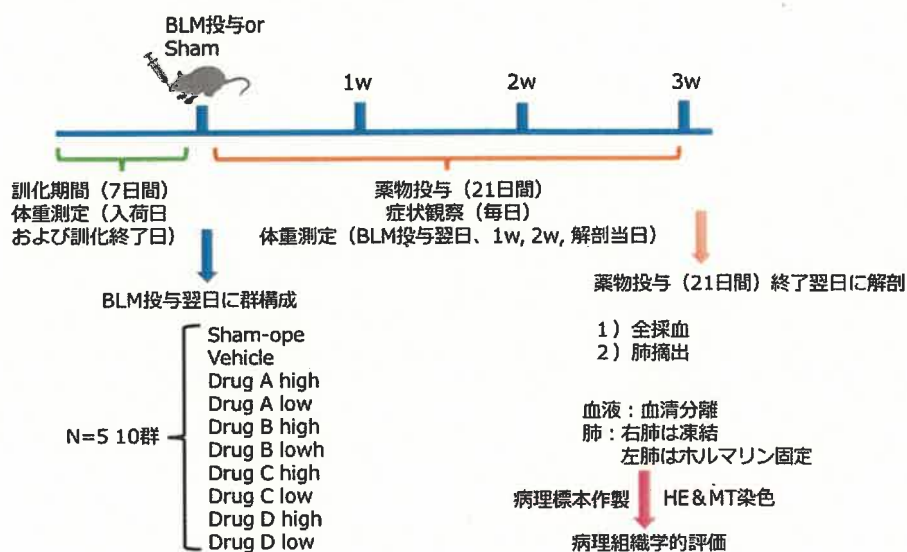 BLM投与or
Sham
1w
2w
3w
訓化期間（7日間）
体重測定（入荷日
および訓化終了日）
薬物投与（21日間）
症状観察（毎日）
体重測定（BLM投与翌日、1w, 2w, 解剖当日）
BLM投与翌日に群構成
N=5 10群
Sham-ope
Vehicle
Drug A high
Drug A low
Drug B high
Drug B lowh
Drug C high
Drug C low
Drug D high
Drug D low
薬物投与（21日間）終了翌日に解剖
1）全採血
2）肺摘出
血液：血清分離
肺：右肺は凍結
左肺はホルマリン固定
病理標本作製
HE&MT染色
病理組織学的評価